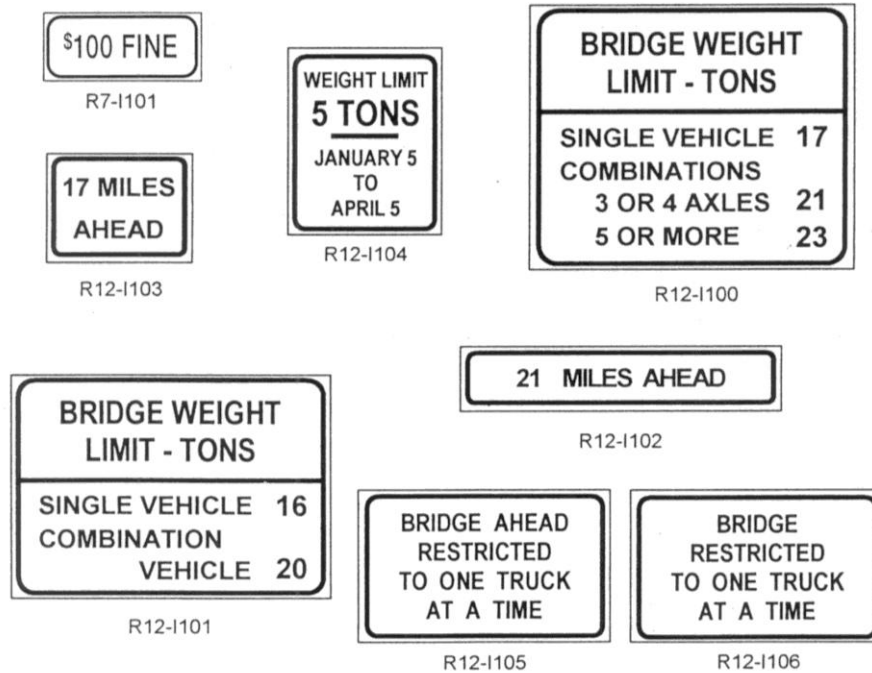 $100 FINE
R7-I101
WEIGHT LIMIT
5 TONS
JANUARY 5
TO
APRIL 5
R12-I104
BRIDGE WEIGHT
LIMIT - TONS
SINGLE VEHICLE 17
COMBINATIONS
3 OR 4 AXLES 21
5 OR MORE 23
R12-I100
17 MILES
AHEAD
R12-I103
21 MILES AHEAD
R12-I102
BRIDGE WEIGHT
LIMIT - TONS
SINGLE VEHICLE 16
COMBINATION
VEHICLE 20
R12-I101
BRIDGE AHEAD
RESTRICTED
TO ONE TRUCK
AT A TIME
R12-I105
BRIDGE
RESTRICTED
TO ONE TRUCK
AT A TIME
R12-I106